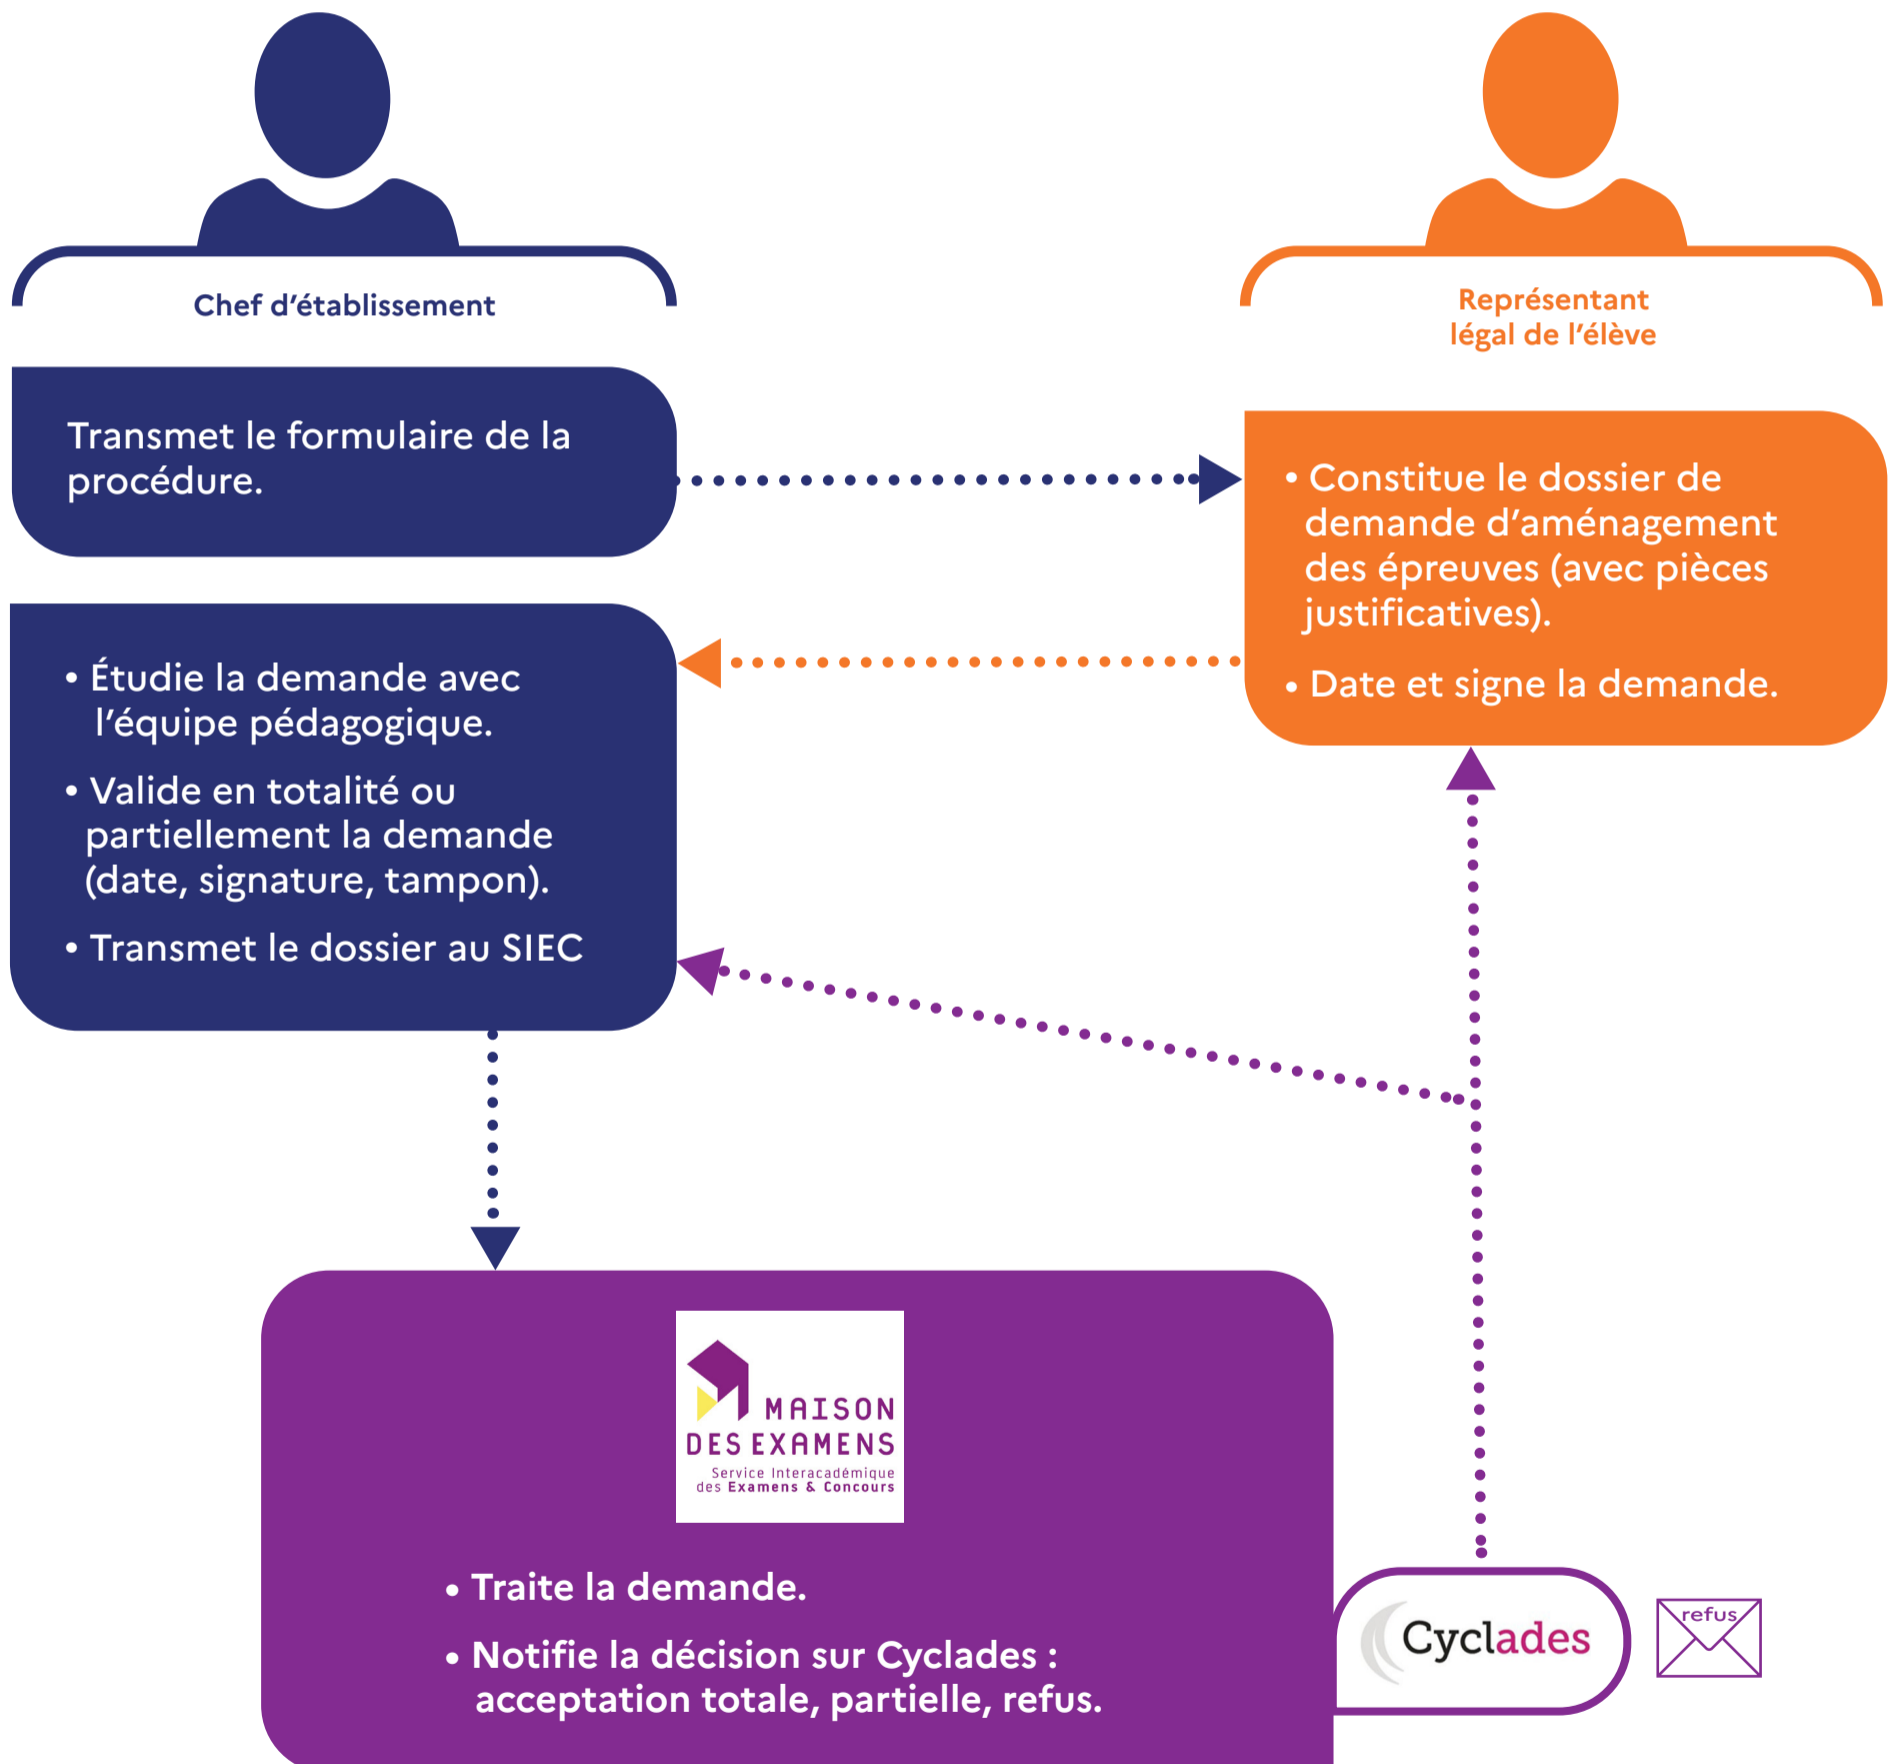 Chef d'établissement
Transmet le formulaire de la
procédure.
• Étudie la demande avec
l'équipe pédagogique.
• Valide en totalité ou
partiellement la demande
(date, signature, tampon).
• Transmet le dossier au SIEC
Représentant
légal de l'élève
• Constitue le dossier de
demande d'aménagement
des épreuves (avec pièces
justificatives).
• Date et signe la demande.
MAISON
DES EXAMENS
Service Interacadémique
des Examens & Concours
• Traite la demande.
• Notifie la décision sur Cyclades :
acceptation totale, partielle, refus.
Cyclades
refus